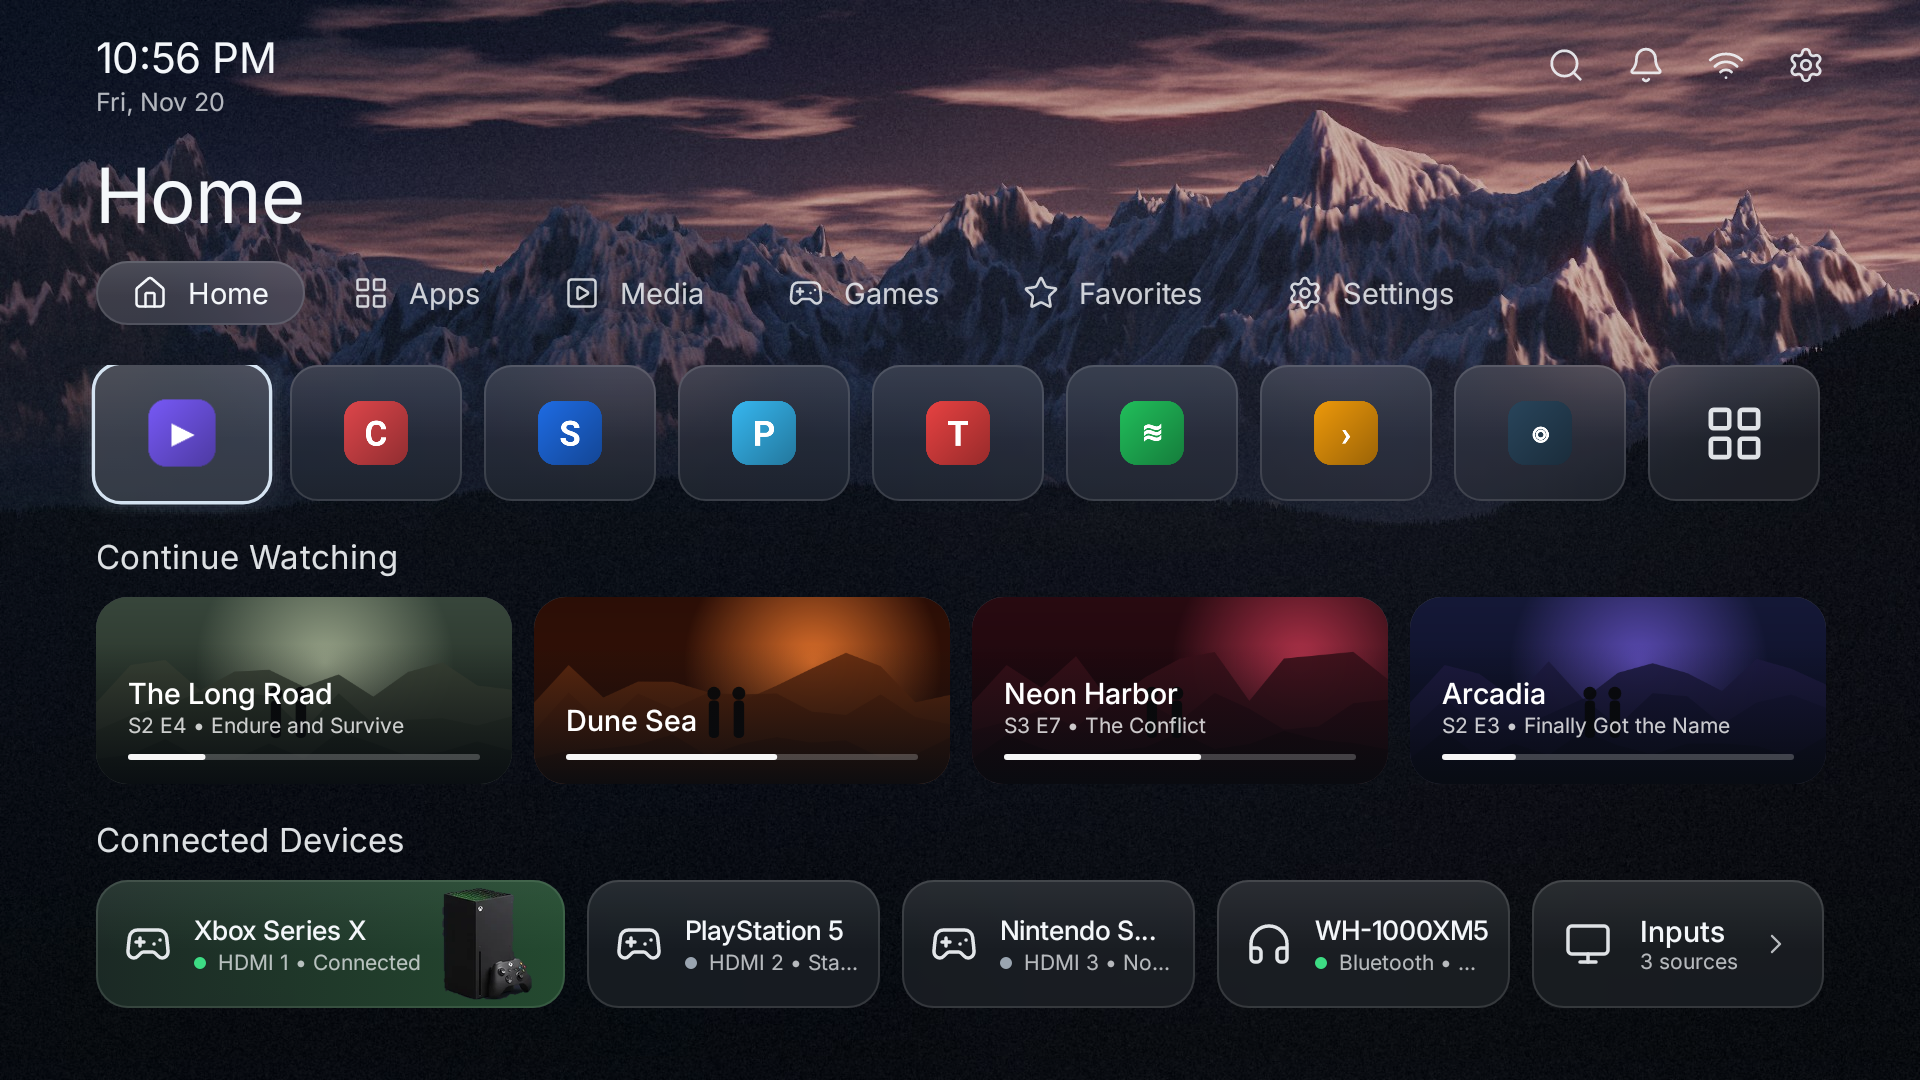 10:56 PM
Fri, Nov 20
Home
Home
Apps
Media
Games
Favorites
Settings
C
S
P
T
Continue Watching
The Long Road
S2 E4 • Endure and Survive
Dune Sea
Neon Harbor
S3 E7 • The Conflict
Arcadia
S2 E3 • Finally Got the Name
Connected Devices
Xbox Series X
HDMI 1 • Connected
PlayStation 5
HDMI 2 • Sta...
Nintendo S...
HDMI 3 • No...
WH-1000XM5
Bluetooth • ...
Inputs
3 sources